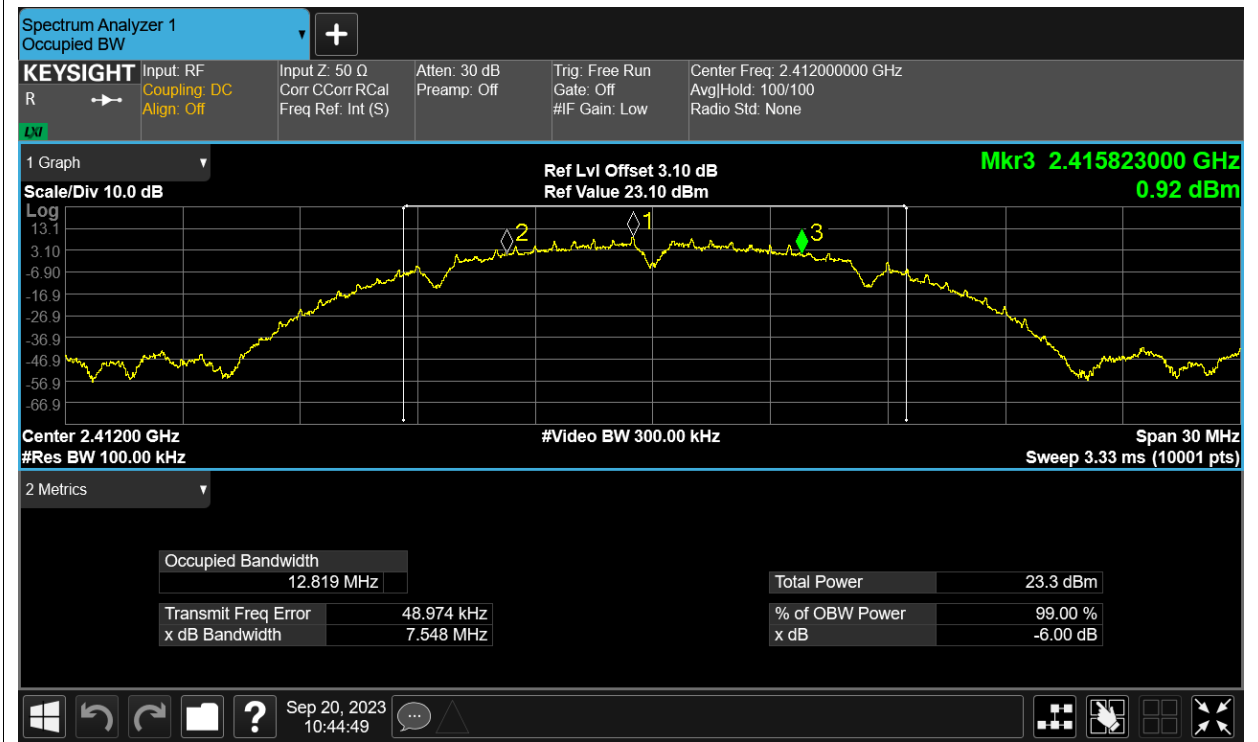 Spectrum Analyzer 1
Occupied BW
KEYSIGHT
R
LXI
Input: RF
Coupling: DC
Align: Off
Input Z: 50 Ω
Corr CCorr RCal
Freq Ref: Int (S)
Atten: 30 dB
Preamp: Off
Trig: Free Run
Gate: Off
#IF Gain: Low
Center Freq: 2.412000000 GHz
Avg|Hold: 100/100
Radio Std: None
1 Graph
Scale/Div 10.0 dB
Ref Lvl Offset 3.10 dB
Ref Value 23.10 dBm
Mkr3 2.415823000 GHz
0.92 dBm
Log
13.1
3.10
-6.90
-16.9
-26.9
-36.9
-46.9
-56.9
-66.9
2
1
3
Center 2.41200 GHz
#Res BW 100.00 kHz
#Video BW 300.00 kHz
Span 30 MHz
Sweep 3.33 ms (10001 pts)
2 Metrics
Occupied Bandwidth
12.819 MHz
Transmit Freq Error 48.974 kHz
x dB Bandwidth 7.548 MHz
Total Power 23.3 dBm
% of OBW Power 99.00 %
x dB -6.00 dB
?
Sep 20, 2023
10:44:49